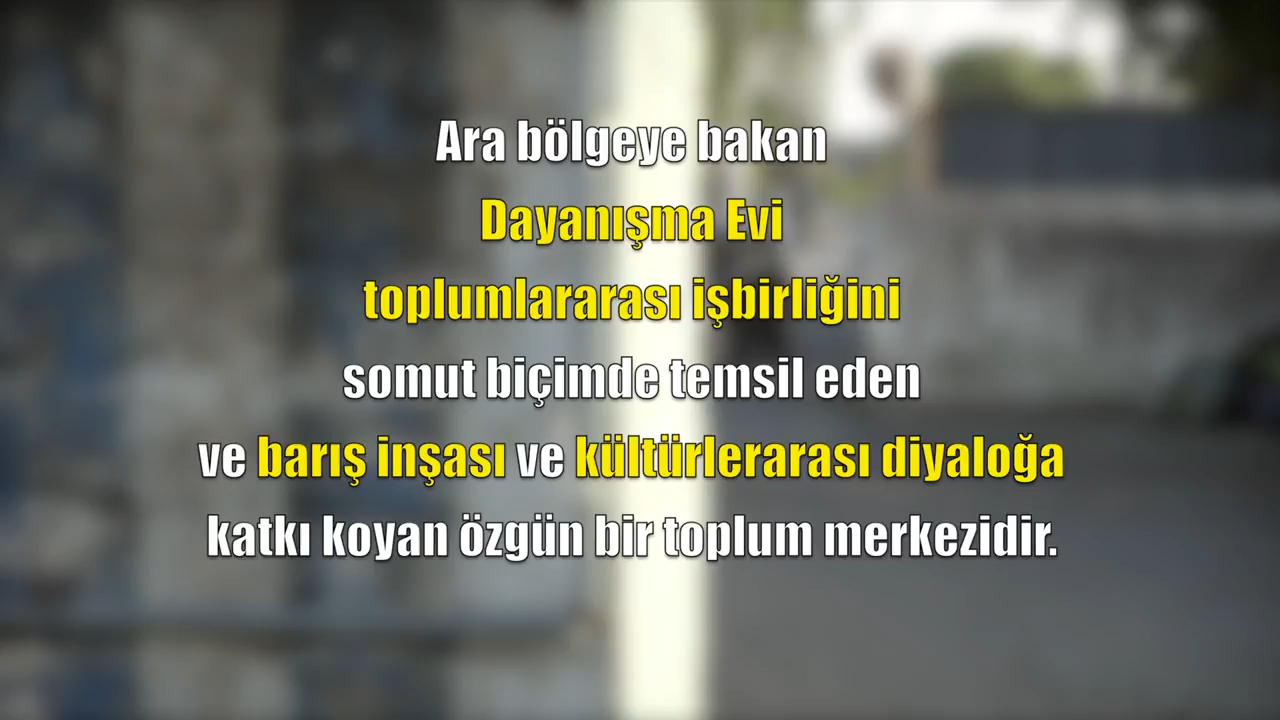 Ara bölgeye bakan
Dayanışma Evi
toplumlararası işbirliğini
somut biçimde temsil eden
ve barış inşası ve kültürlerarası diyaloğa
katkı koyan özgün bir toplum merkezidir.